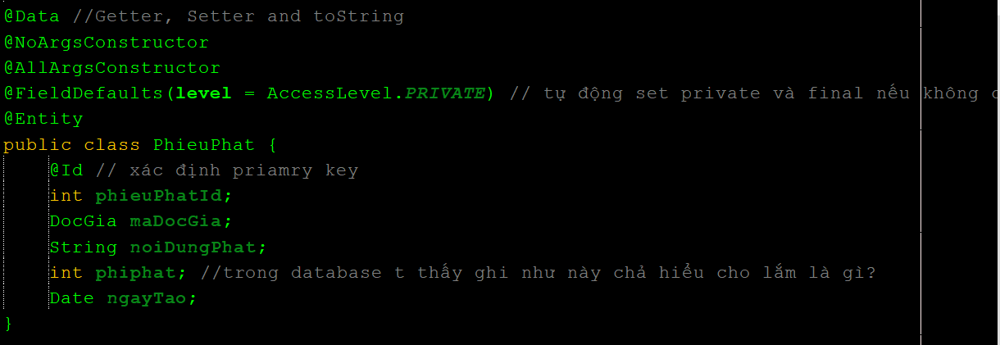 @Data //Getter, Setter and toString
@NoArgsConstructor
@AllArgsConstructor
@FieldDefaults(level = AccessLevel.PRIVATE) // tự động set private và final nếu không
@Entity
public class PhieuPhat {
@Id // xác định priamry key
int phieuPhatId;
DocGia maDocGia;
String noiDungPhat;
int phiphat; //trong database t thấy ghi như này chả hiểu cho lắm là gì?
Date ngayTao;
}